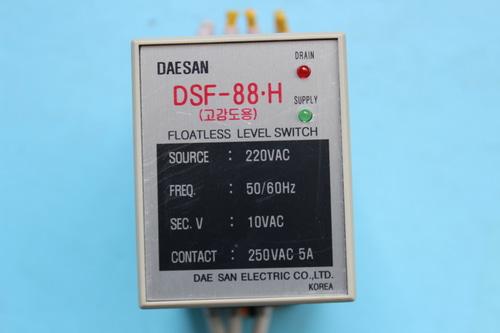 DAESAN
DRAIN
DSF-88·H
(고감도용)
SUPPLY
FLOATLESS LEVEL SWITCH
SOURCE : 220VAC
FREQ. : 50/60Hz
SEC. V : 10VAC
CONTACT : 250VAC 5A
DAE SAN ELECTRIC CO.,LTD.
KOREA